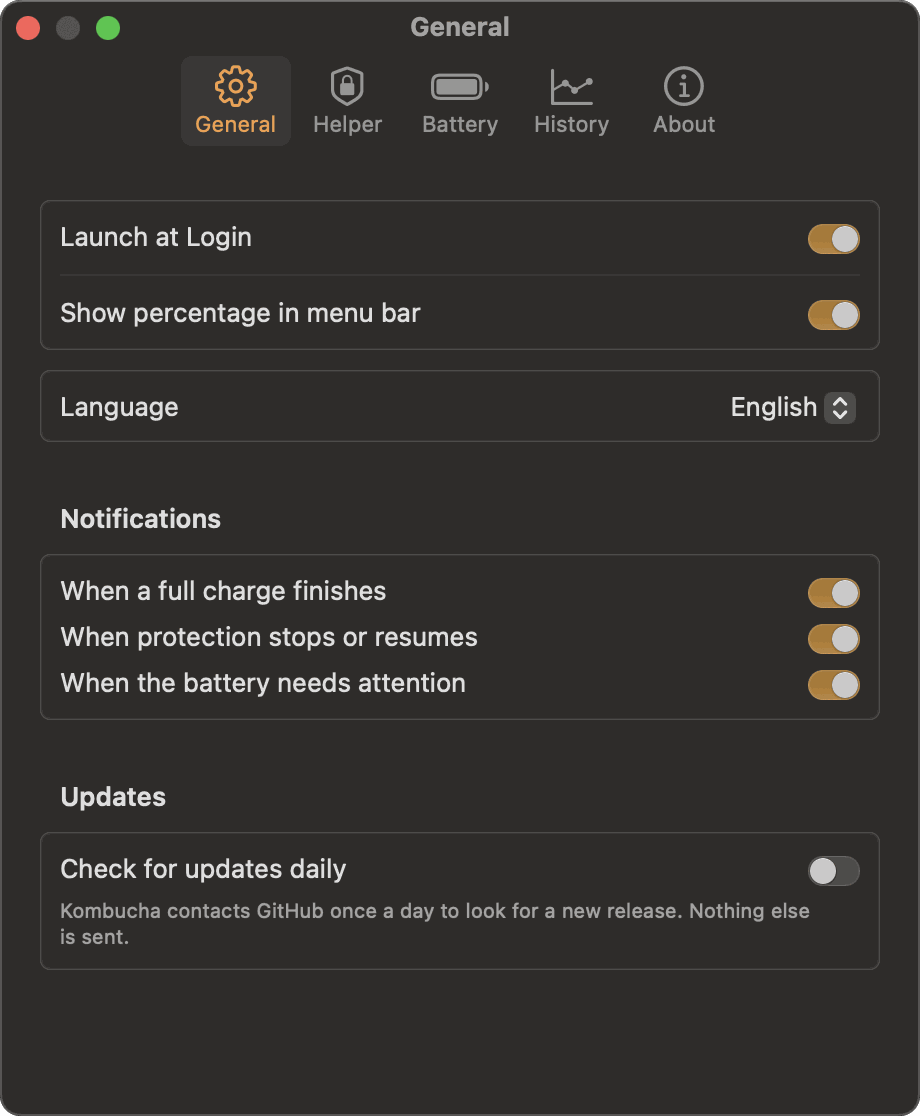 General
General
Helper
Battery
History
About
Launch at Login
Show percentage in menu bar
Language
English
Notifications
When a full charge finishes
When protection stops or resumes
When the battery needs attention
Updates
Check for updates daily
Kombucha contacts GitHub once a day to look for a new release. Nothing else
is sent.